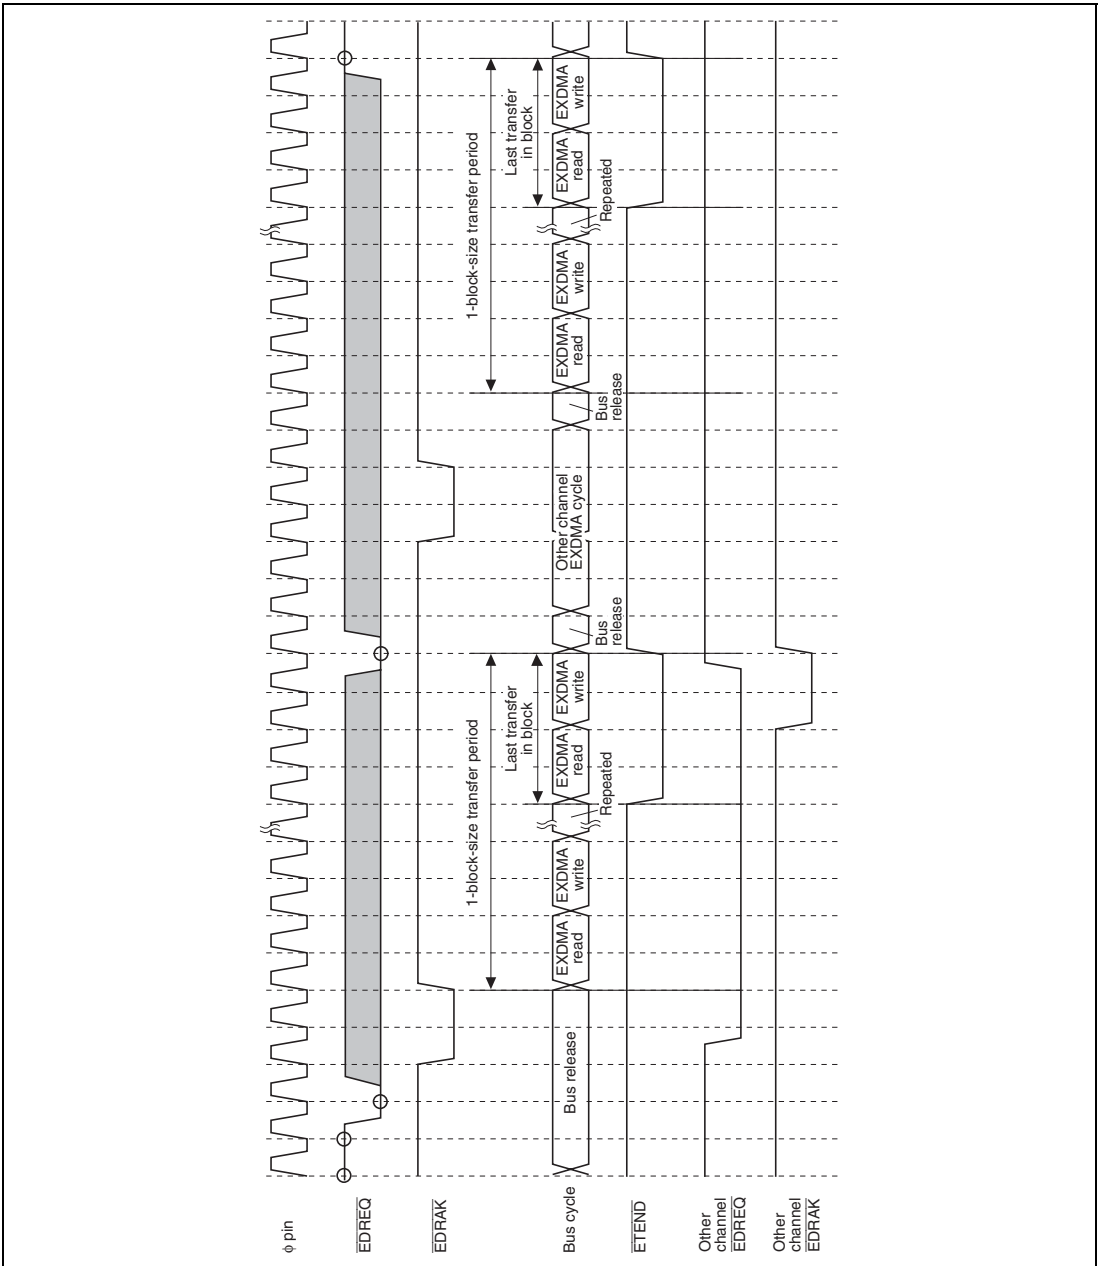 φ pin
EDREQ
EDRAK
1-block-size transfer period
1-block-size transfer period
Last transfer
in block
Last transfer
in block
Bus cycle
Bus release
EXDMA
read
EXDMA
write
EXDMA
read
EXDMA
write
Other channel
EXDMA cycle
EXDMA
read
EXDMA
write
EXDMA
read
EXDMA
write
Repeated
Bus
release
Bus
release
Repeated
ETEND
Other
channel
EDREQ
Other
channel
EDRAK